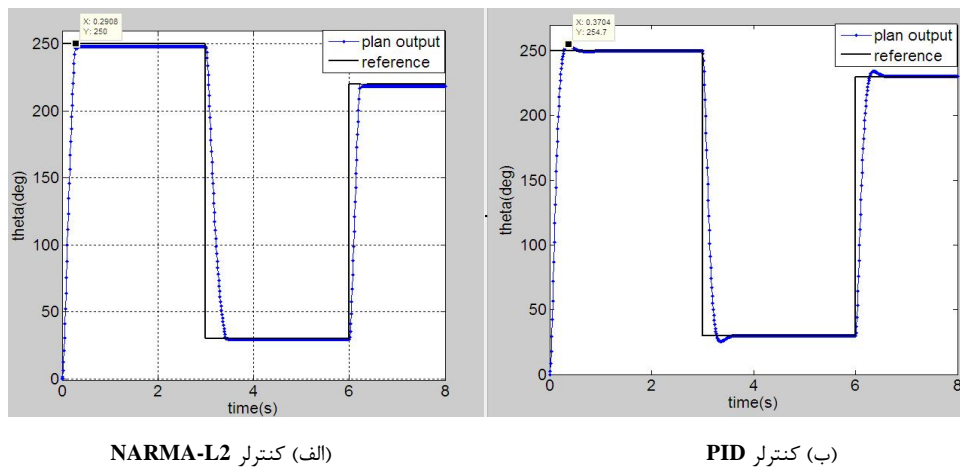 X: 0.2908
Y: 250
plan output
reference
250
200
150
100
50
0
theta(deg)
0
2
4
6
8
time(s)
X: 0.3704
Y: 254.7
plan output
reference
250
200
150
100
50
0
theta(deg)
0
2
4
6
8
time(s)
(الف) کنترلر NARMA-L2
(ب) کنترلر PID